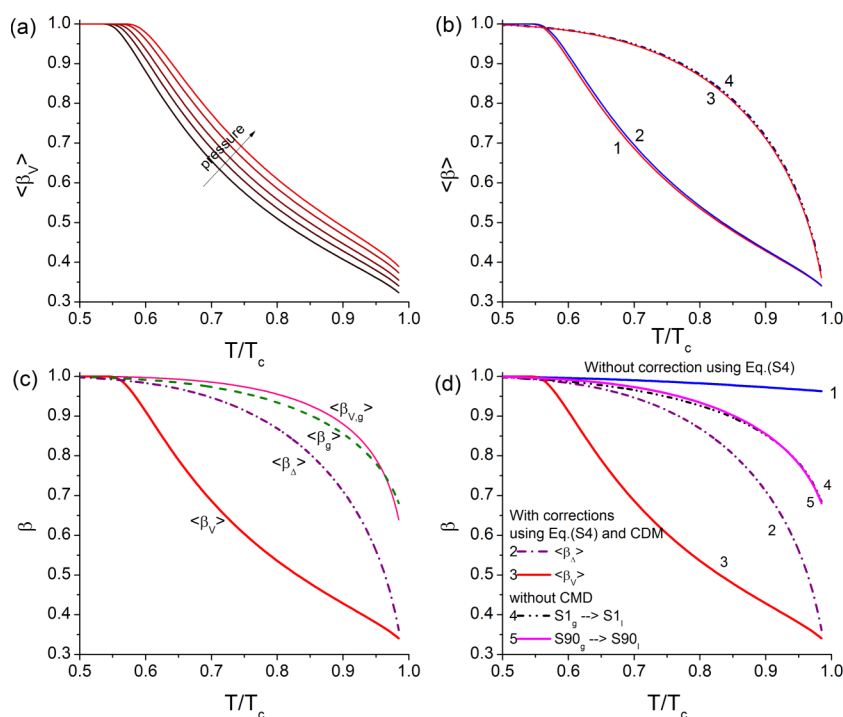 (a)
1.0
0.9
0.8
0.7
0.6
0.5
0.4
0.3
<β_V>
pressure
0.5 0.6 0.7 0.8 0.9 1.0
T/T_c
(b)
1.0
0.9
0.8
0.7
0.6
0.5
0.4
0.3
<β>
4
3
2
1
0.5 0.6 0.7 0.8 0.9 1.0
T/T_c
(c)
1.0
0.9
0.8
0.7
0.6
0.5
0.4
0.3
β
<β_{V,g}>
<β_g>
<β_Δ>
<β_V>
0.5 0.6 0.7 0.8 0.9 1.0
T/T_c
(d)
1.0
0.9
0.8
0.7
0.6
0.5
0.4
0.3
β
Without correction using Eq.(S4)
1
4
5
2
3
With corrections
using Eq.(S4) and CDM
2 <β_Δ>
3 <β_V>
without CMD
4 S1_g --> S1_l
5 S90_g --> S90_l
0.5 0.6 0.7 0.8 0.9 1.0
T/T_c